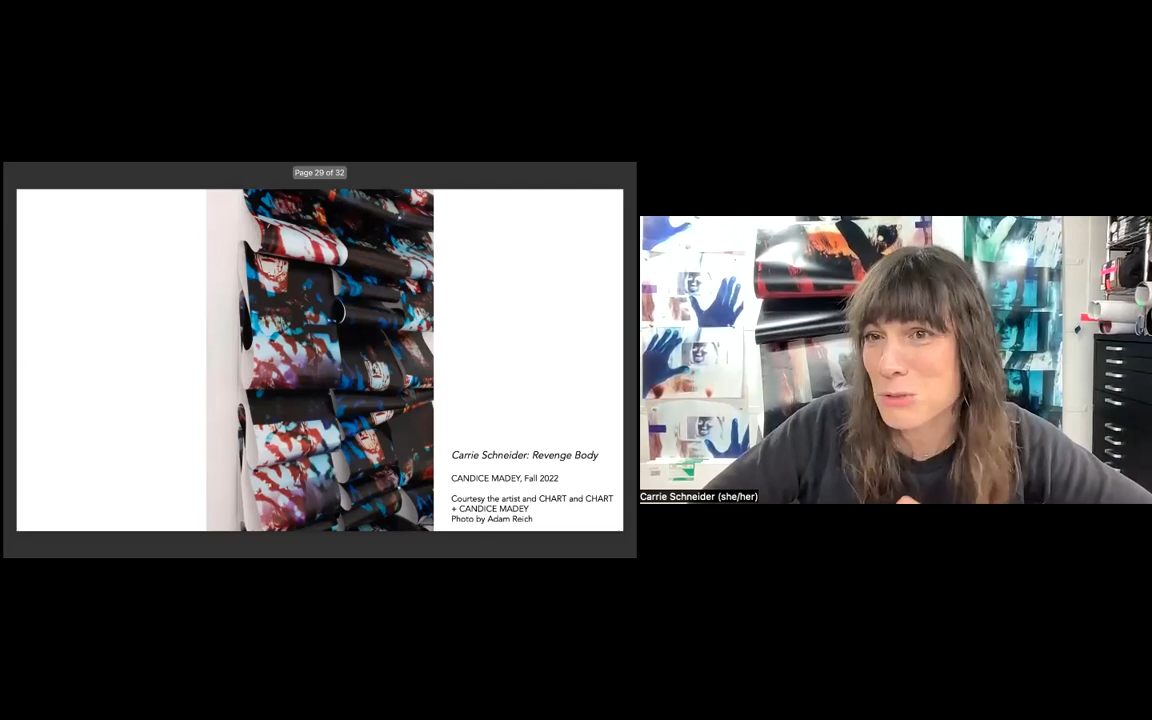 Page 29 of 32
Carrie Schneider: Revenge Body
CANDICE MADEY, Fall 2022
Courtesy the artist and CHART and CHART
+ CANDICE MADEY
Photo by Adam Reich
Carrie Schneider (she/her)